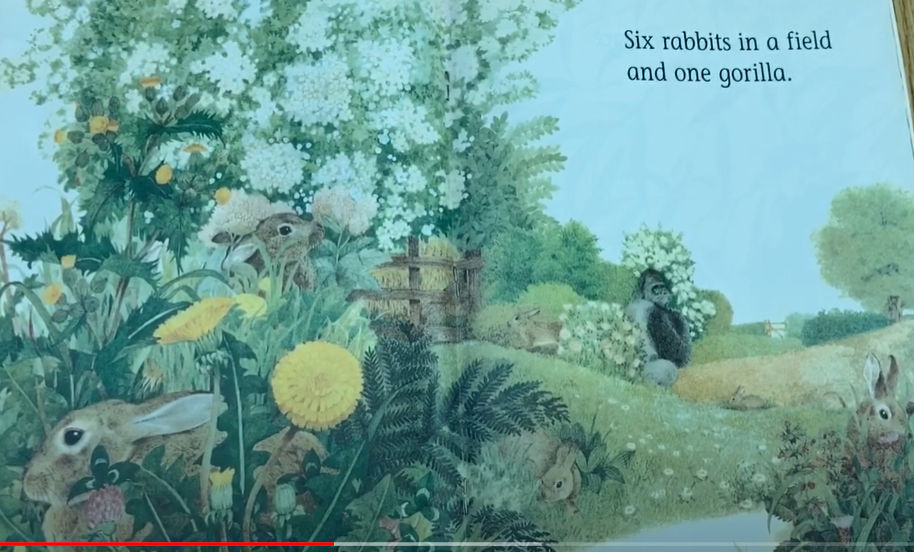 Six rabbits in a field
and one gorilla.